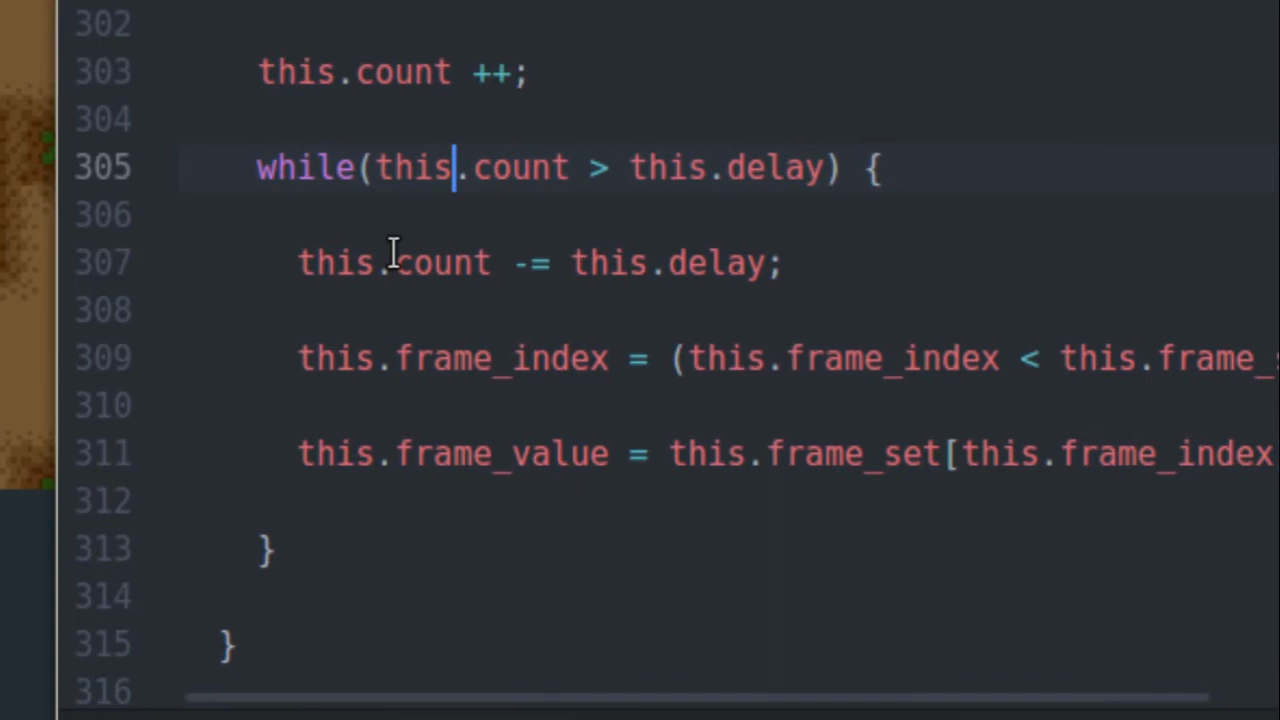 302
303 this.count ++;
304
305 while(this.count > this.delay) {
306
307 this.count -= this.delay;
308
309 this.frame_index = (this.frame_index < this.frame_
310
311 this.frame_value = this.frame_set[this.frame_index
312
313 }
314
315 }
316